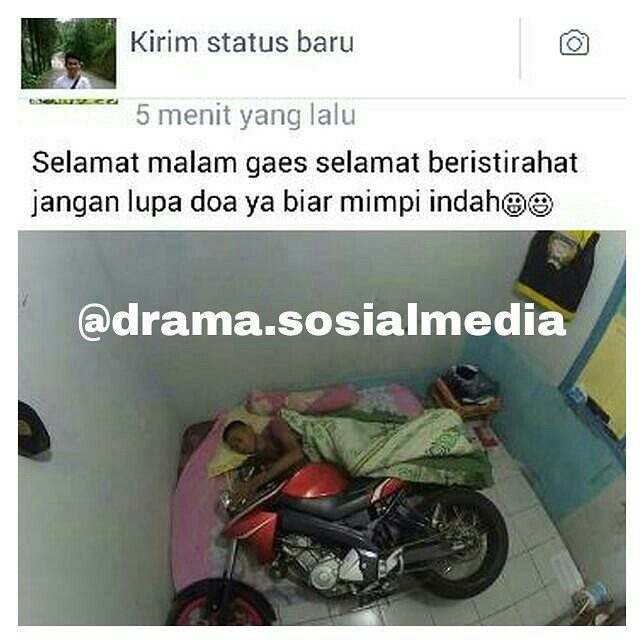 Kirim status baru
5 menit yang lalu
Selamat malam gaes selamat beristirahat
jangan lupa doa ya biar mimpi indah😀😃
@drama.sosialmedia